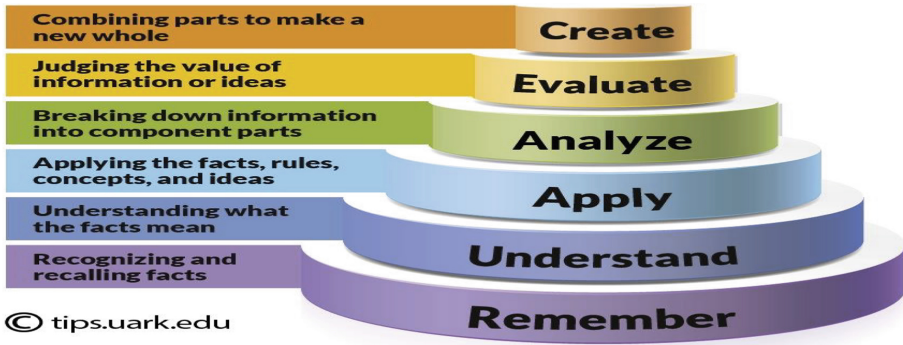 Combining parts to make a
new whole
Create
Judging the value of
information or ideas
Evaluate
Breaking down information
into component parts
Analyze
Applying the facts, rules,
concepts, and ideas
Apply
Understanding what
the facts mean
Understand
Recognizing and
recalling facts
Remember
© tips.uark.edu